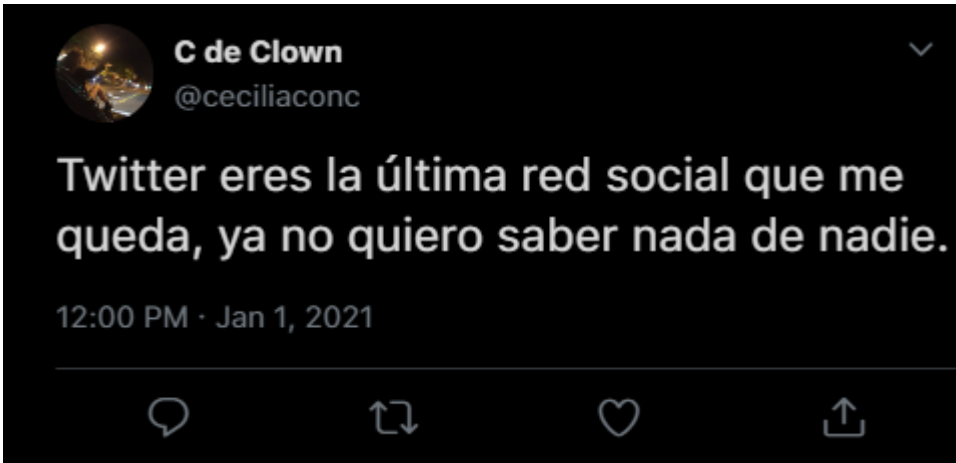 C de Clown
@ceciliaconc
Twitter eres la última red social que me
queda, ya no quiero saber nada de nadie.
12:00 PM · Jan 1, 2021